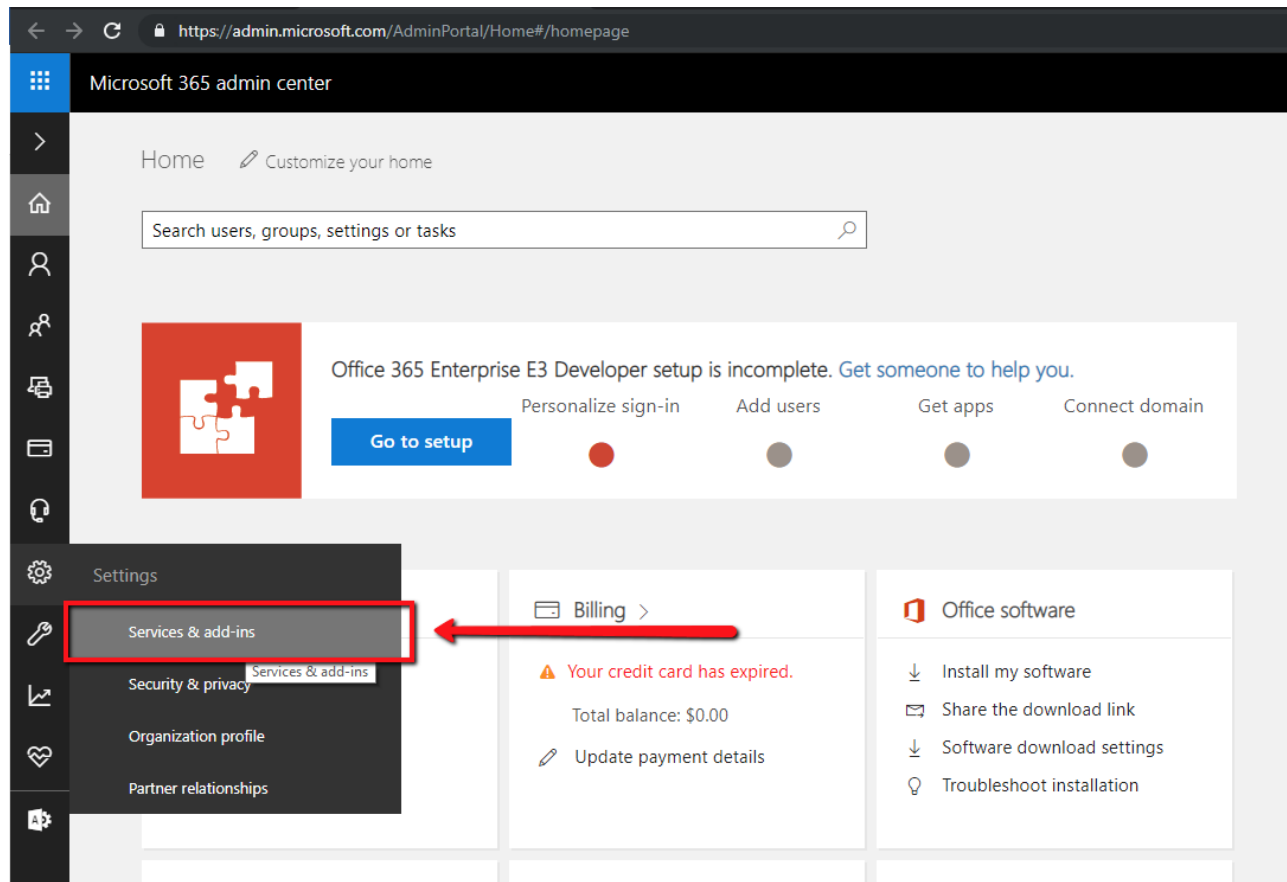 https://admin.microsoft.com/AdminPortal/Home#/homepage
Microsoft 365 admin center
Home
Customize your home
Search users, groups, settings or tasks
Office 365 Enterprise E3 Developer setup is incomplete. Get someone to help you.
Personalize sign-in
Add users
Get apps
Connect domain
Go to setup
Settings
Services & add-ins
Services & add-ins
Security & privacy
Organization profile
Partner relationships
Billing >
Your credit card has expired.
Total balance: $0.00
Update payment details
Office software
Install my software
Share the download link
Software download settings
Troubleshoot installation
A